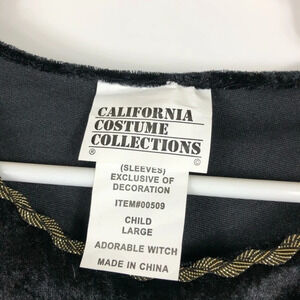 CALIFORNIA
COSTUME
COLLECTIONS
® ©
(SLEEVES)
EXCLUSIVE OF
DECORATION
ITEM#00509
CHILD
LARGE
ADORABLE WITCH
MADE IN CHINA